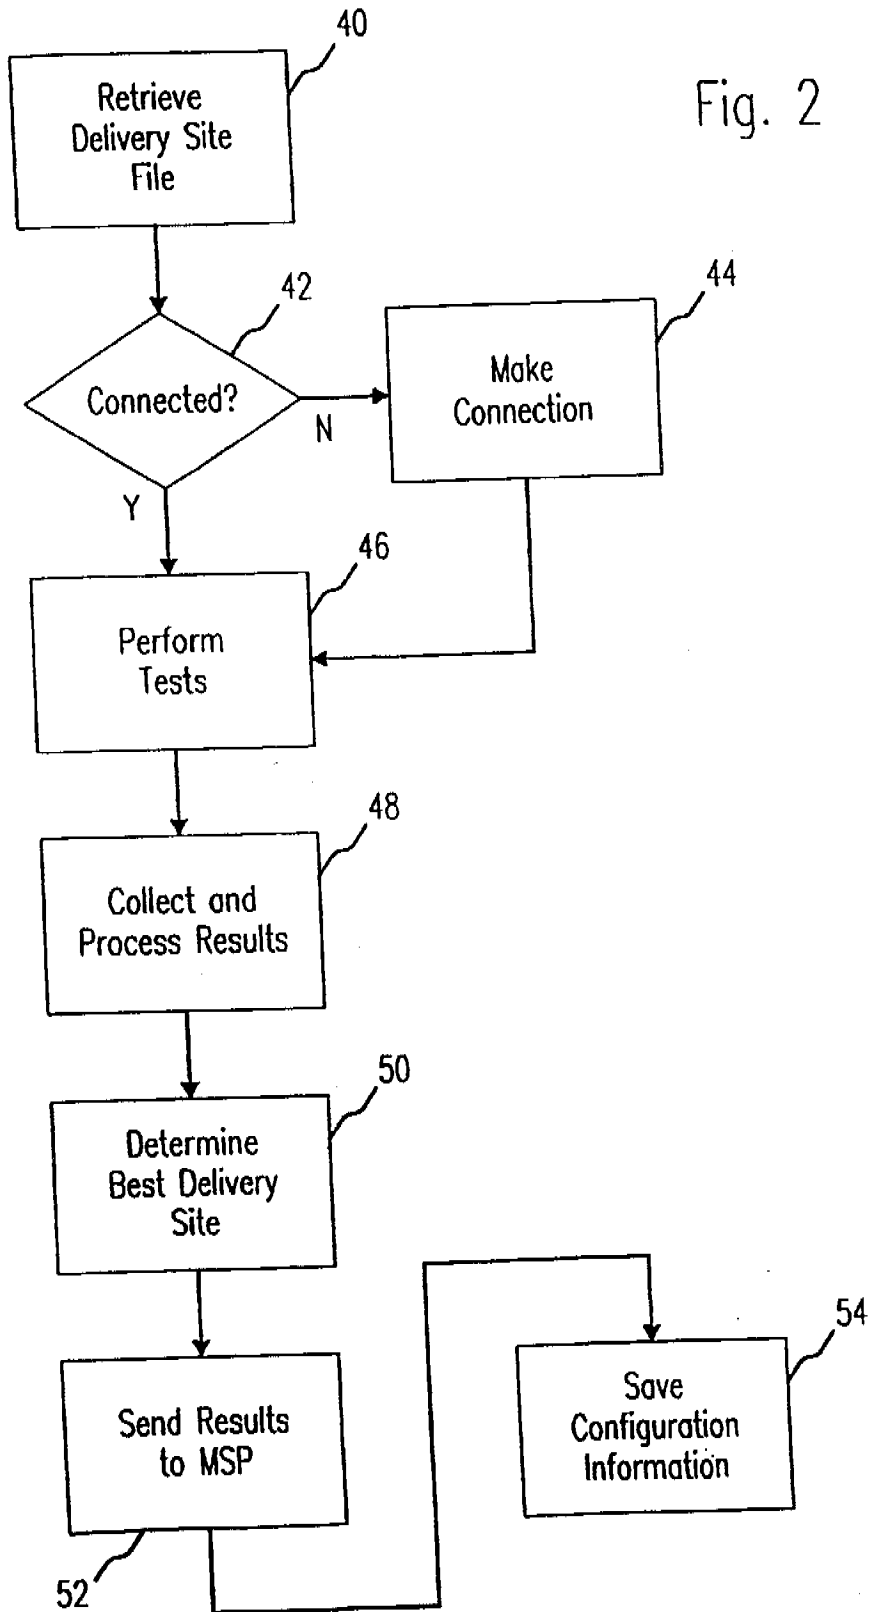 40
Retrieve
Delivery Site
File
Fig. 2
42
Connected?
N
Y
44
Make
Connection
46
Perform
Tests
48
Collect and
Process Results
50
Determine
Best Delivery
Site
Send Results
to MSP
52
54
Save
Configuration
Information